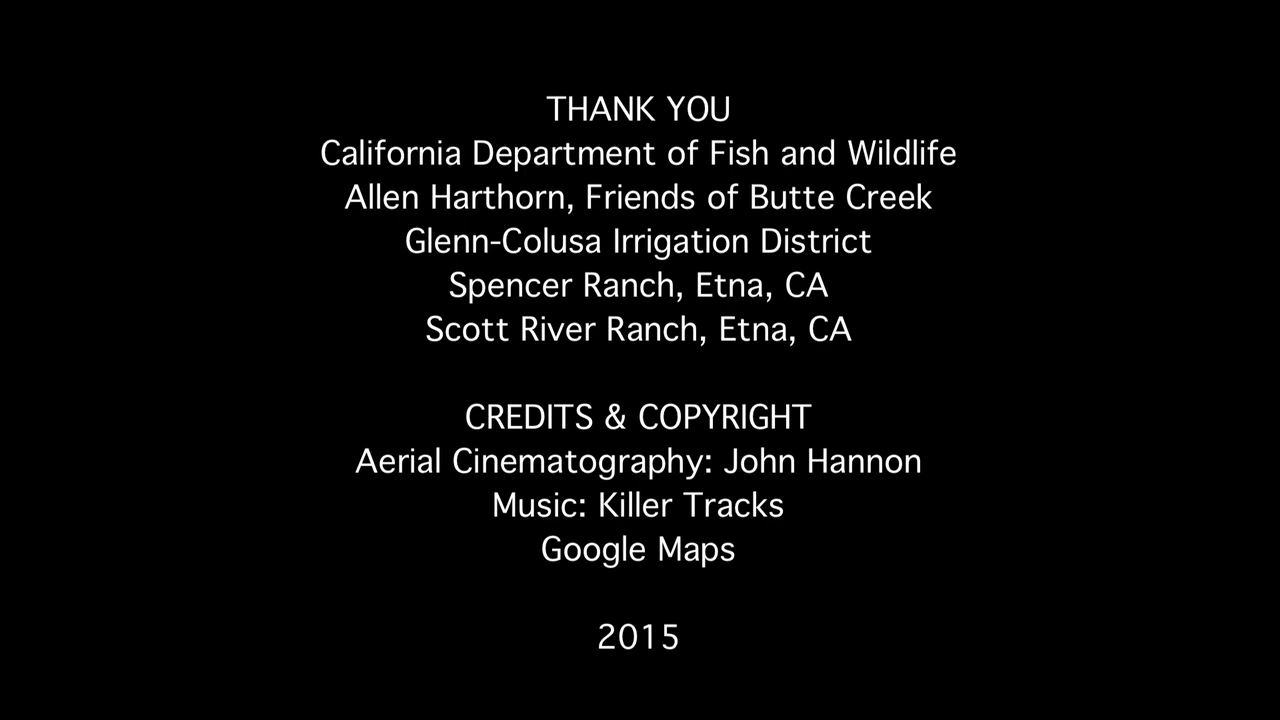 THANK YOU
California Department of Fish and Wildlife
Allen Harthorn, Friends of Butte Creek
Glenn-Colusa Irrigation District
Spencer Ranch, Etna, CA
Scott River Ranch, Etna, CA
CREDITS & COPYRIGHT
Aerial Cinematography: John Hannon
Music: Killer Tracks
Google Maps
2015